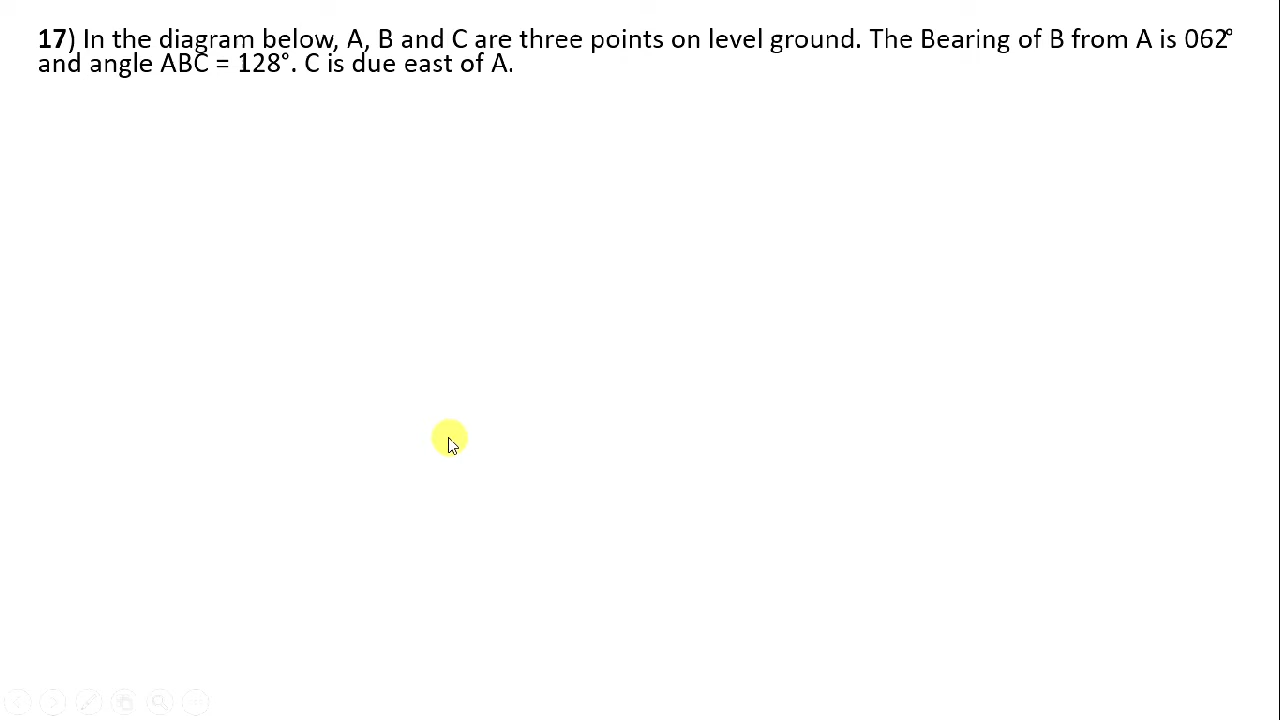 17) In the diagram below, A, B and C are three points on level ground. The Bearing of B from A is 062°
and angle ABC = 128°. C is due east of A.